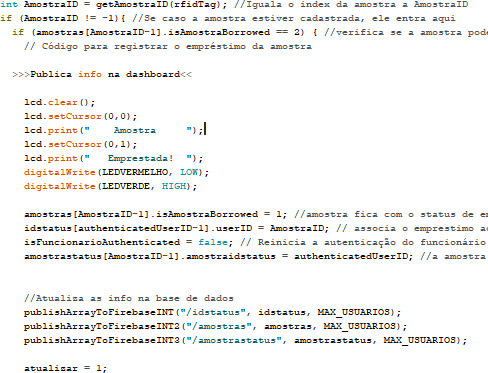 int AmostraID = getAmostraID(rfidTag); //Iguala o index da amostra a AmostraID
if (AmostraID != -1){ //Se caso a amostra estiver cadastrada, ele entra aqui
if (amostras[AmostraID-1].isAmostraBorrowed == 2) { //verifica se a amostra pode
// Código para registrar o empréstimo da amostra
>>>Publica info na dashboard<<
lcd.clear();
lcd.setCursor(0,0);
lcd.print("    Amostra     ");
lcd.setCursor(0,1);
lcd.print("   Emprestada!  ");
digitalWrite(LEDVERMELHO, LOW);
digitalWrite(LEDVERDE, HIGH);
amostras[AmostraID-1].isAmostraBorrowed = 1; //amostra fica com o status de em
idstatus[authenticatedUserID-1].userID = AmostraID; // associa o emprestimo ao
isFuncionarioAuthenticated = false; // Reinicia a autenticação do funcionário
amostrastatus[AmostraID-1].amostraidstatus = authenticatedUserID; //a amostra
//Atualiza as info na base de dados
publishArrayToFirebaseINT("/idstatus", idstatus, MAX_USUARIOS);
publishArrayToFirebaseINT2("/amostras", amostras, MAX_USUARIOS);
publishArrayToFirebaseINT3("/amostrastatus", amostrastatus, MAX_USUARIOS);
atualizar = 1;